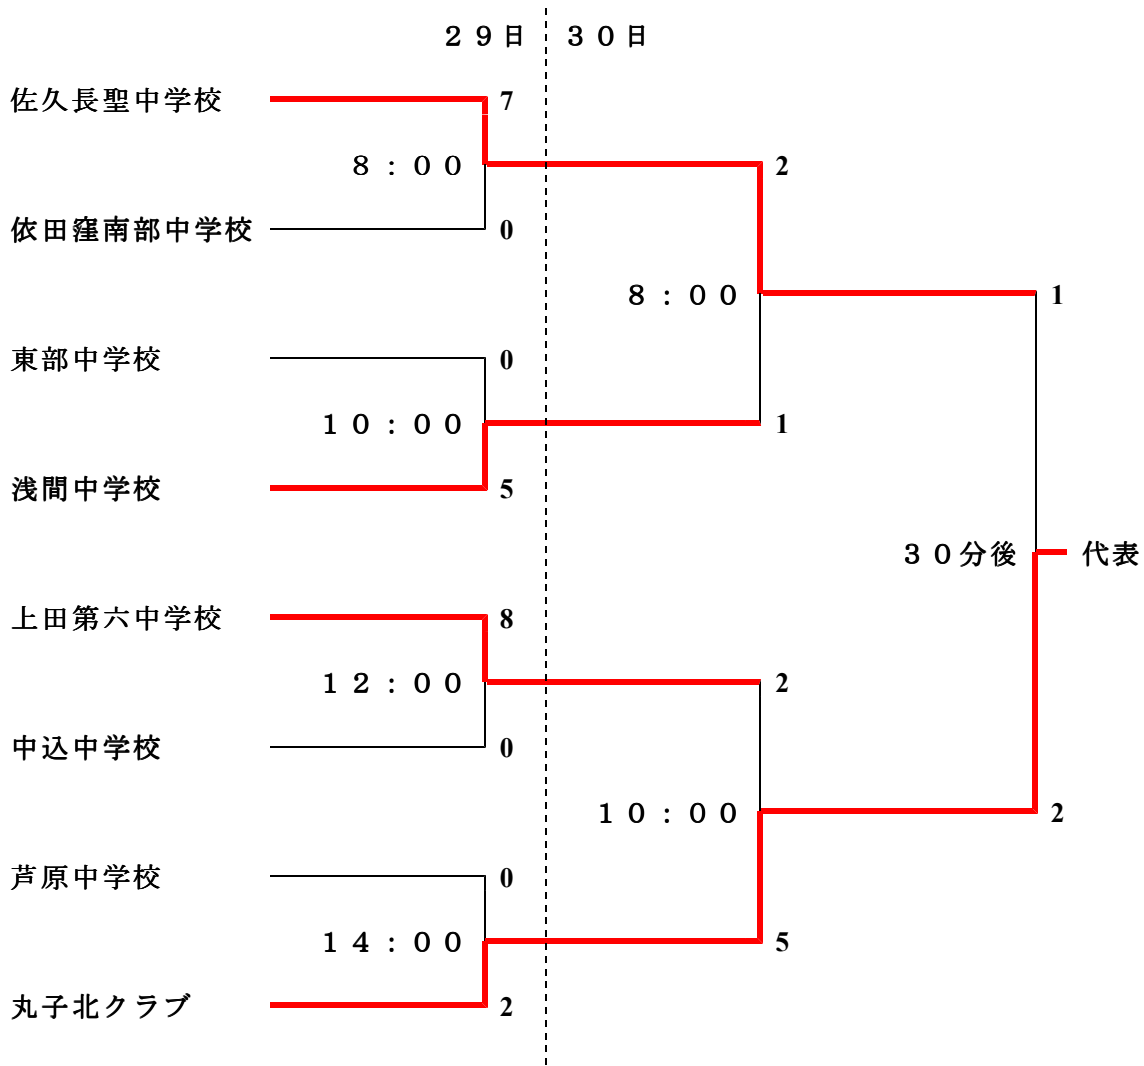 ２９日 ３０日
佐久長聖中学校 7
８：００ 2
依田窪南部中学校 0
８：００ 1
東部中学校 0
１０：００ 1
浅間中学校 5
３０分後 代表
上田第六中学校 8
１２：００ 2
中込中学校 0
１０：００ 2
芦原中学校 0
１４：００ 5
丸子北クラブ 2